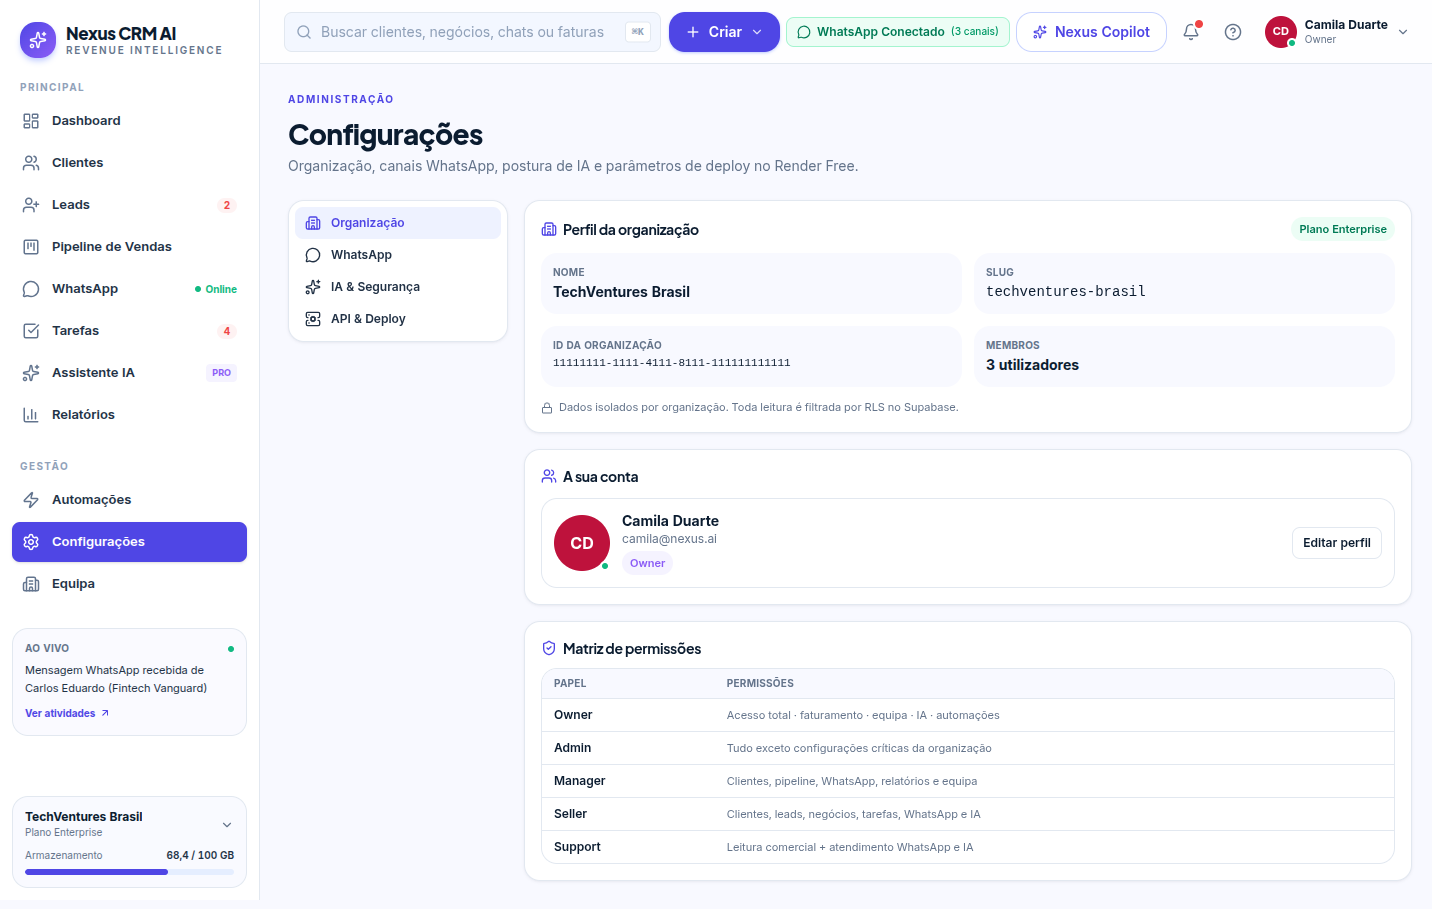 Nexus CRM AI
REVENUE INTELLIGENCE
PRINCIPAL
Dashboard
Clientes
Leads 2
Pipeline de Vendas
WhatsApp Online
Tarefas 4
Assistente IA PRO
Relatórios
GESTÃO
Automações
Configurações
Equipa
AO VIVO
Mensagem WhatsApp recebida de
Carlos Eduardo (Fintech Vanguard)
Ver atividades
TechVentures Brasil
Plano Enterprise
Armazenamento 68,4 / 100 GB
Buscar clientes, negócios, chats ou faturas ⌘K
Criar
WhatsApp Conectado (3 canais)
Nexus Copilot
CD
Camila Duarte
Owner
ADMINISTRAÇÃO
Configurações
Organização, canais WhatsApp, postura de IA e parâmetros de deploy no Render Free.
Organização
WhatsApp
IA & Segurança
API & Deploy
Perfil da organização Plano Enterprise
NOME
TechVentures Brasil
SLUG
techventures-brasil
ID DA ORGANIZAÇÃO
11111111-1111-4111-8111-111111111111
MEMBROS
3 utilizadores
Dados isolados por organização. Toda leitura é filtrada por RLS no Supabase.
A sua conta
CD
Camila Duarte
camila@nexus.ai
Owner
Editar perfil
Matriz de permissões
PAPEL PERMISSÕES
Owner Acesso total · faturamento · equipa · IA · automações
Admin Tudo exceto configurações críticas da organização
Manager Clientes, pipeline, WhatsApp, relatórios e equipa
Seller Clientes, leads, negócios, tarefas, WhatsApp e IA
Support Leitura comercial + atendimento WhatsApp e IA